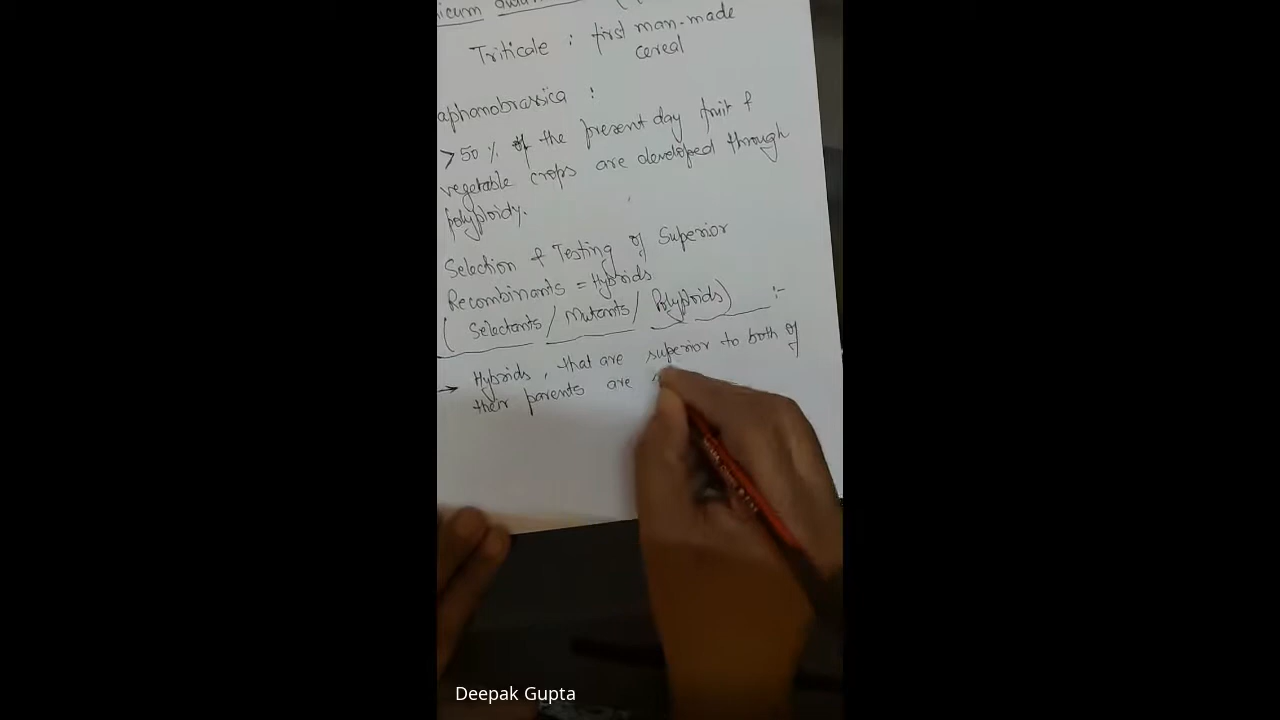 Triticale : first man-made
cereal
aphanobrassica :
> 50 % of the present day fruit &
vegetable crops are developed through
polyploidy.
Selection & Testing of Superior
Recombinants = Hybrids
( Selectants / Mutants / Polyploids) :-
→ Hybrids, that are superior to both of
their parents are
Deepak Gupta